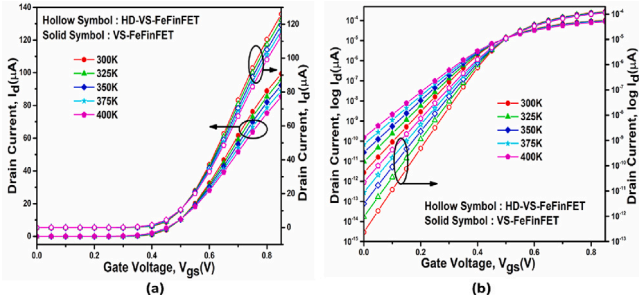 Hollow Symbol : HD-VS-FeFinFET
Solid Symbol : VS-FeFinFET
300K
325K
350K
375K
400K
Drain Current, Id(μA)
140
120
100
80
60
40
20
0
120
100
80
60
40
20
0
Drain Current, Id(μA)
0.0 0.2 0.4 0.6 0.8
Gate Voltage, Vgs(V)
(a)
Drain Current, log Id(μA)
10-4
10-5
10-6
10-7
10-8
10-9
10-10
10-11
10-12
10-13
10-14
10-15
300K
325K
350K
375K
400K
Hollow Symbol : HD-VS-FeFinFET
Solid Symbol : VS-FeFinFET
10-4
10-5
10-6
10-7
10-8
10-9
10-10
10-11
10-12
10-13
Drain Current, log Id(μA)
0.0 0.2 0.4 0.6 0.8
Gate Voltage, Vgs(V)
(b)